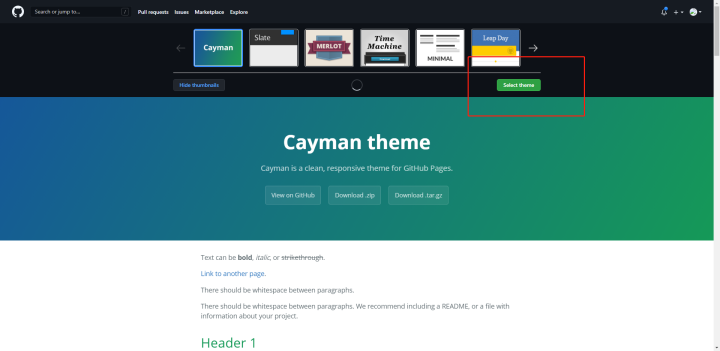 Search or jump to...
/
Pull requests
Issues
Marketplace
Explore
Cayman
Slate
MERLOT
Time
Machine
MINIMAL
Leap Day
Hide thumbnails
Select theme
Cayman theme
Cayman is a clean, responsive theme for GitHub Pages.
View on GitHub
Download .zip
Download .tar.gz
Text can be bold, italic, or strikethrough.
Link to another page.
There should be whitespace between paragraphs.
There should be whitespace between paragraphs. We recommend including a README, or a file with
information about your project.
Header 1